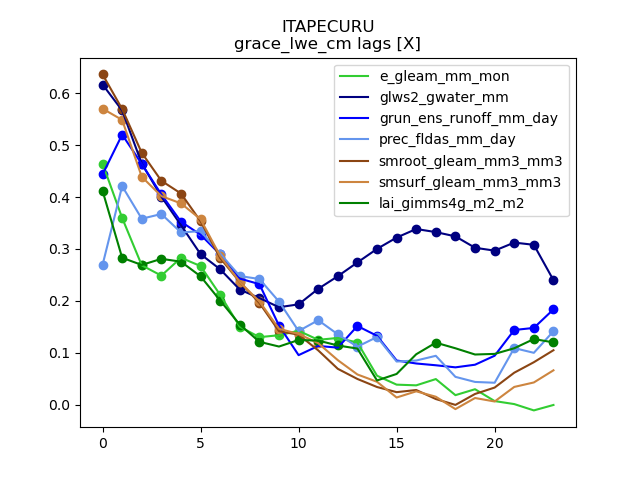 ITAPECURU
grace_lwe_cm lags [X]
e_gleam_mm_mon
glws2_gwater_mm
grun_ens_runoff_mm_day
prec_fldas_mm_day
smroot_gleam_mm3_mm3
smsurf_gleam_mm3_mm3
lai_gimms4g_m2_m2
0.6
0.5
0.4
0.3
0.2
0.1
0.0
0 5 10 15 20